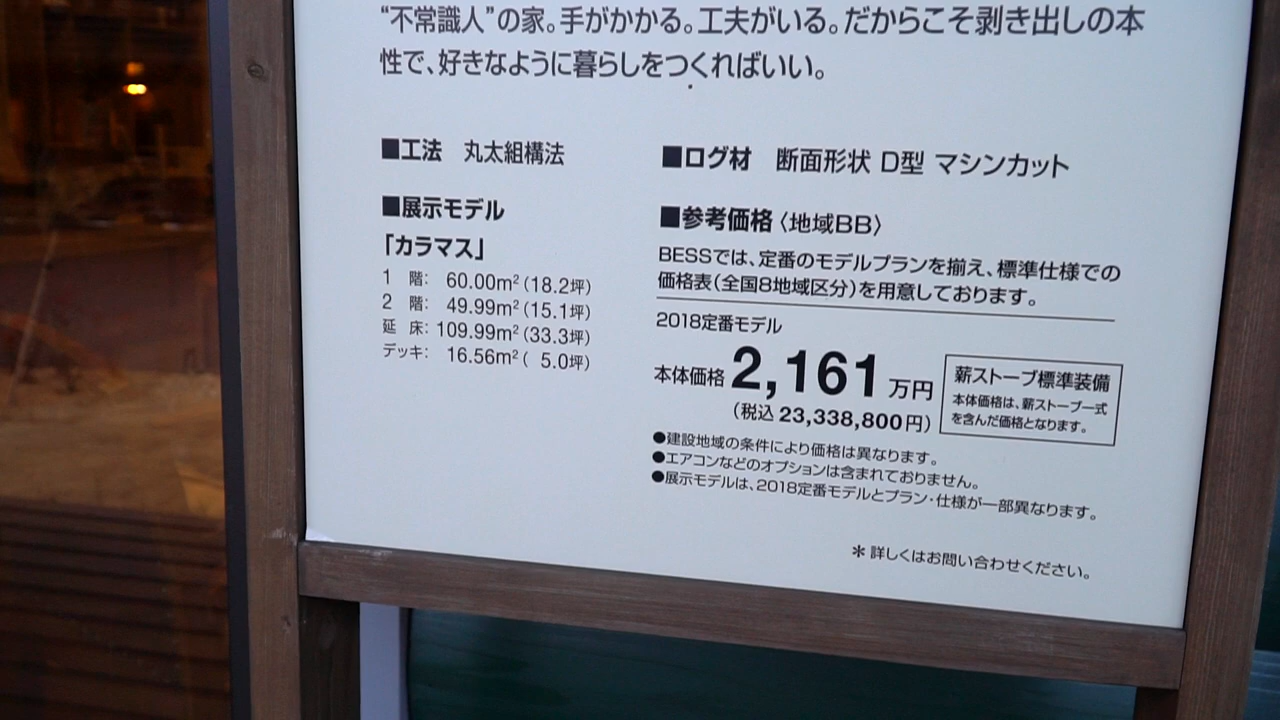 “不常識人”の家。手がかかる。工夫がいる。だからこそ剥き出しの本
性で、好きなように暮らしをつくればいい。
■工法 丸太組構法
■ログ材 断面形状 D型 マシンカット
■展示モデル
「カラマス」
1 階: 60.00m²(18.2坪)
2 階: 49.99m²(15.1坪)
延 床: 109.99m²(33.3坪)
デッキ: 16.56m²( 5.0坪)
■参考価格〈地域BB〉
BESSでは、定番のモデルプランを揃え、標準仕様での
価格表(全国8地域区分)を用意しております。
2018定番モデル
本体価格 2,161万円
(税込 23,338,800円)
薪ストーブ標準装備
本体価格は、薪ストーブ一式
を含んだ価格となります。
●建設地域の条件により価格は異なります。
●エアコンなどのオプションは含まれておりません。
●展示モデルは、2018定番モデルとプラン・仕様が一部異なります。
＊詳しくはお問い合わせください。